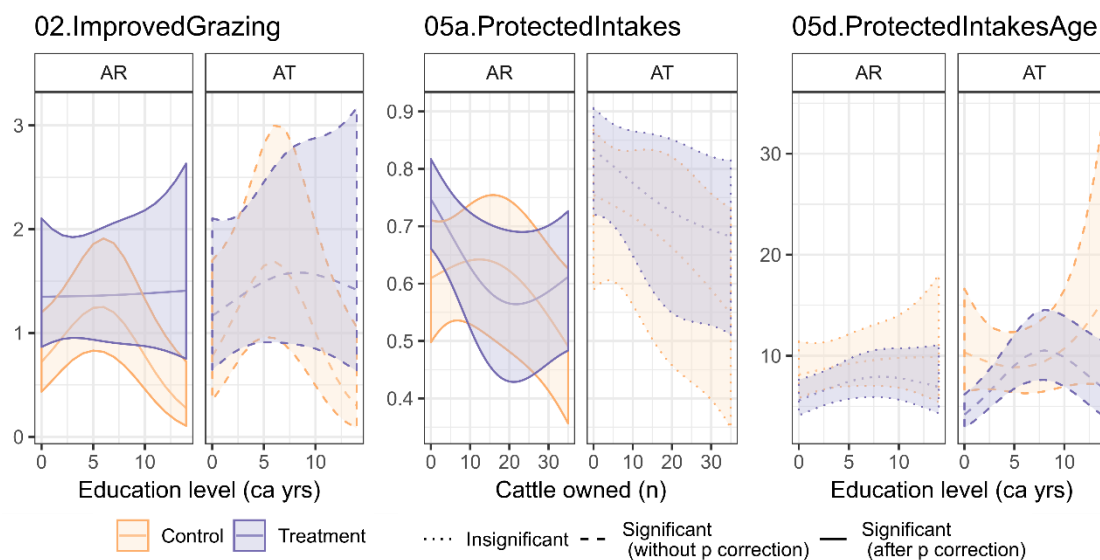 02.ImprovedGrazing 05a.ProtectedIntakes 05d.ProtectedIntakesAge
AR AT AR AT AR AT
3
2
1
0
0.9
0.8
0.7
0.6
0.5
0.4
30
20
10
0 5 10 0 5 10 0 10 20 30 0 10 20 30 0 5 10 0 5 10
Education level (ca yrs) Cattle owned (n) Education level (ca yrs)
Control Treatment Insignificant Significant (without p correction) Significant (after p correction)